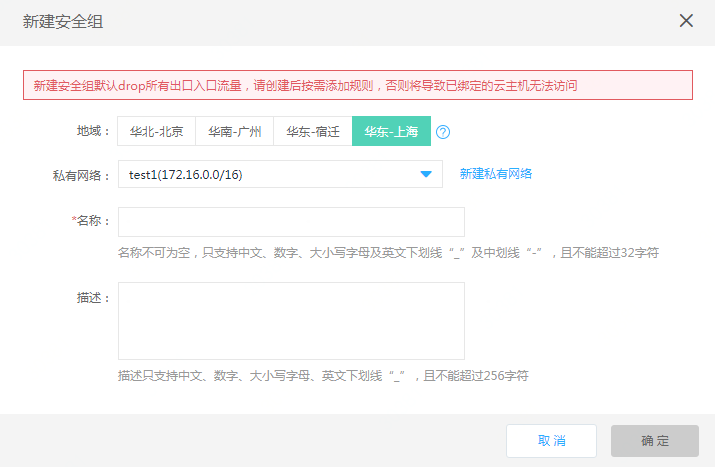 新建安全组
新建安全组默认drop所有出口入口流量，请创建后按需添加规则，否则将导致已绑定的云主机无法访问
地域： 华北-北京 华南-广州 华东-宿迁 华东-上海 ?
私有网络： test1(172.16.0.0/16) 新建私有网络
*名称：
名称不可为空，只支持中文、数字、大小写字母及英文下划线“_”及中划线“-”，且不能超过32字符
描述：
描述只支持中文、数字、大小写字母、英文下划线“_”，且不能超过256字符
取消 确定